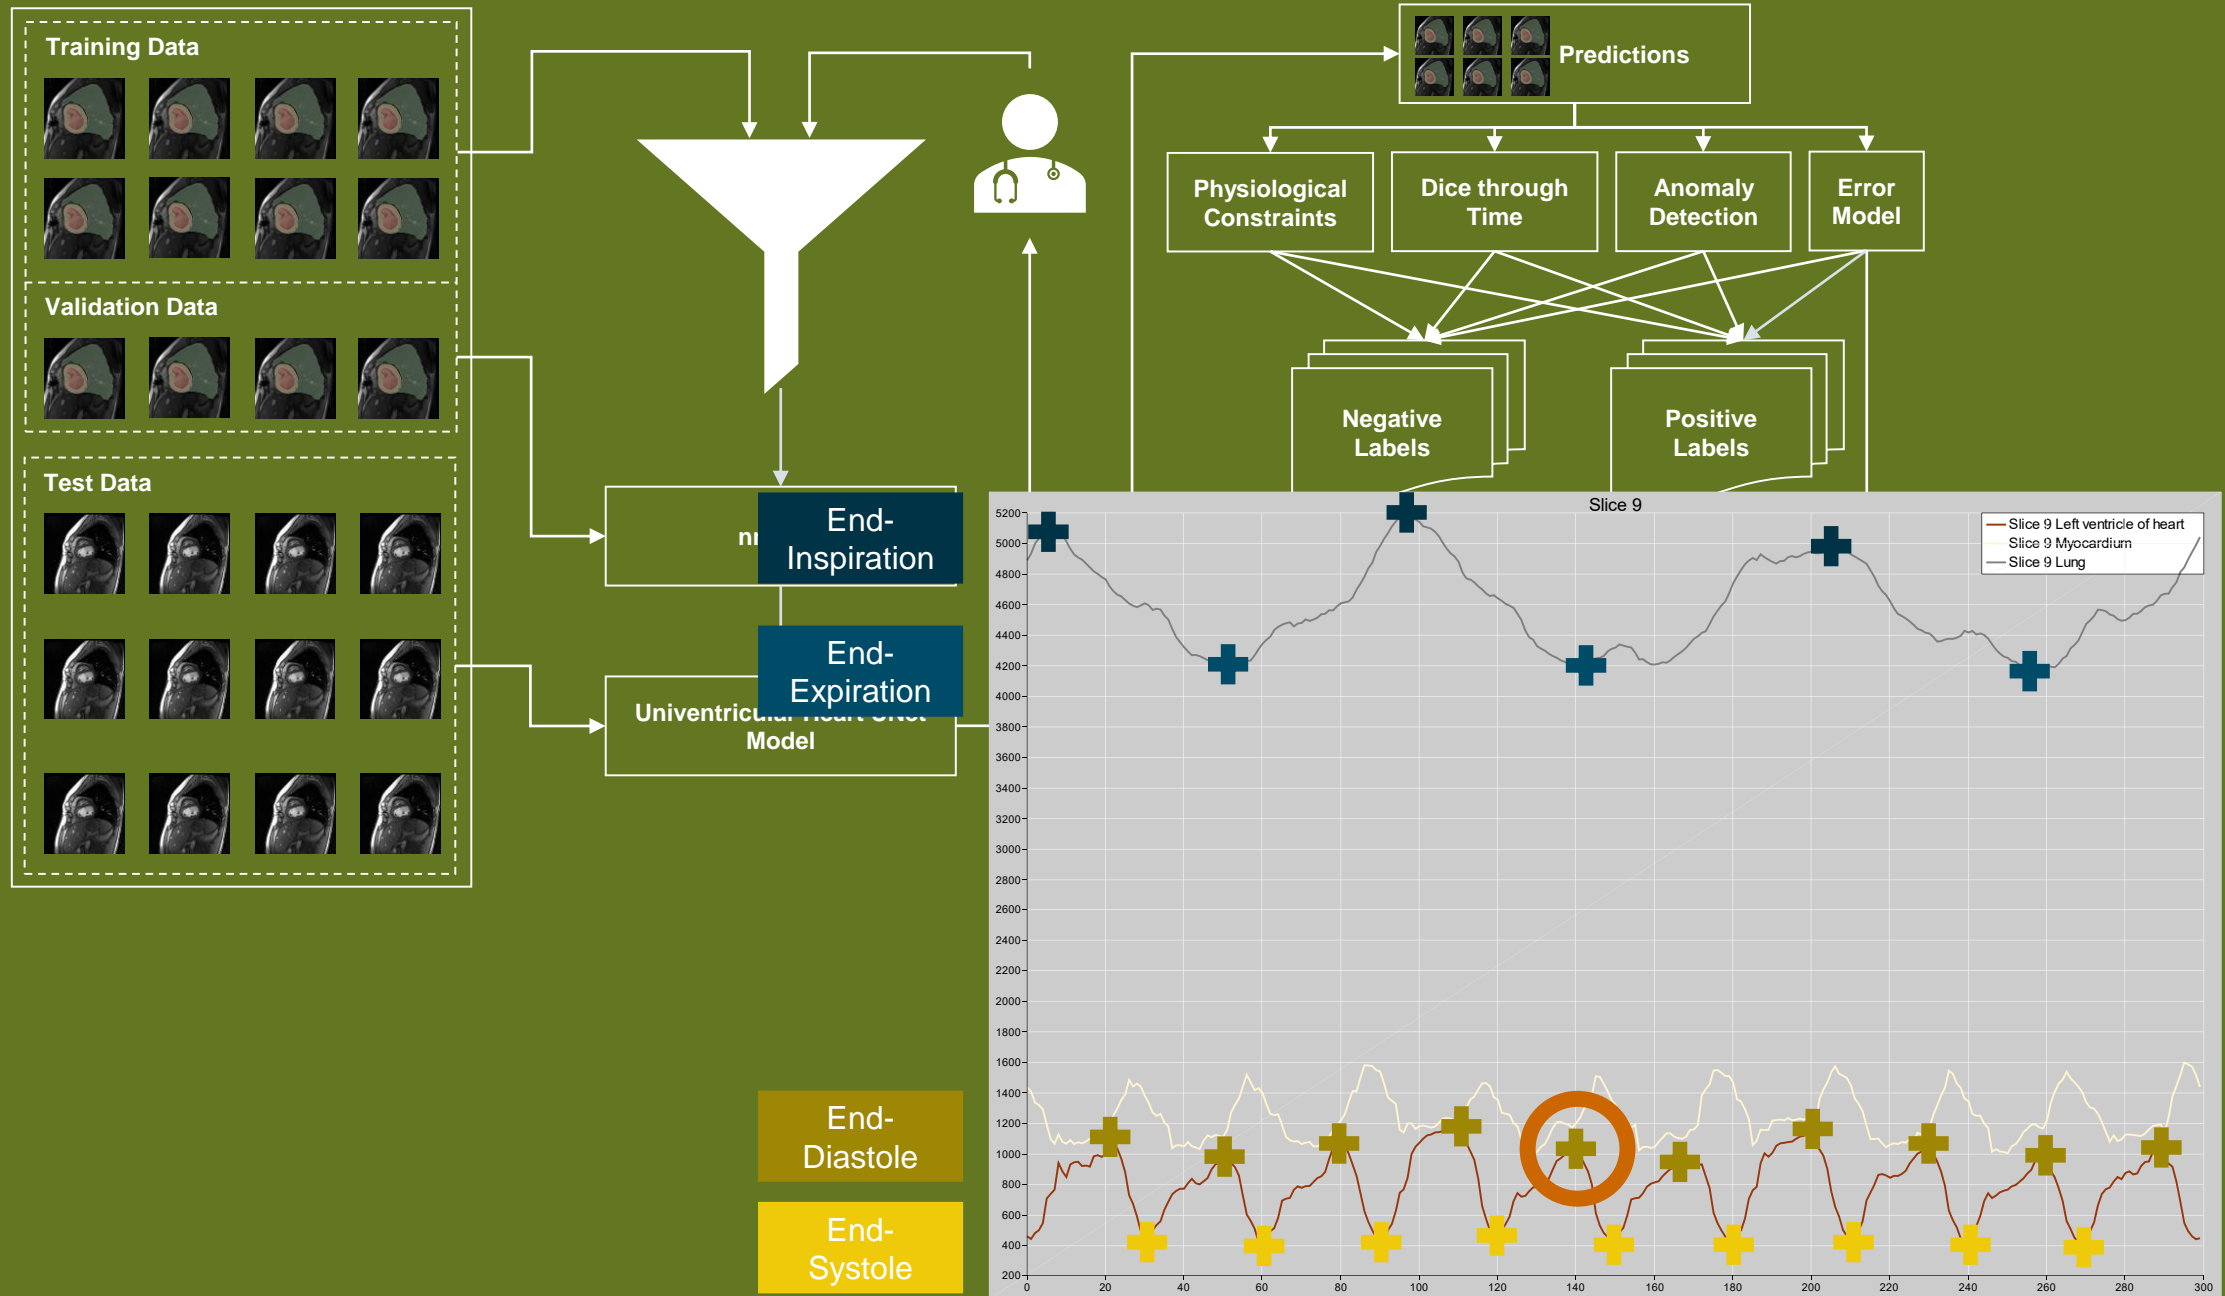 Training Data
Validation Data
Test Data
Predictions
Physiological
Constraints
Dice through
Time
Anomaly
Detection
Error
Model
Negative
Labels
Positive
Labels
End-
Inspiration
End-
Expiration
Univentricular Heart UNet
Model
End-
Diastole
End-
Systole
Slice 9
Slice 9 Left ventricle of heart
Slice 9 Myocardium
Slice 9 Lung
5200
5000
4800
4600
4400
4200
4000
3800
3600
3400
3200
3000
2800
2600
2400
2200
2000
1800
1600
1400
1200
1000
800
600
400
200
0 20 40 60 80 100 120 140 160 180 200 220 240 260 280 300